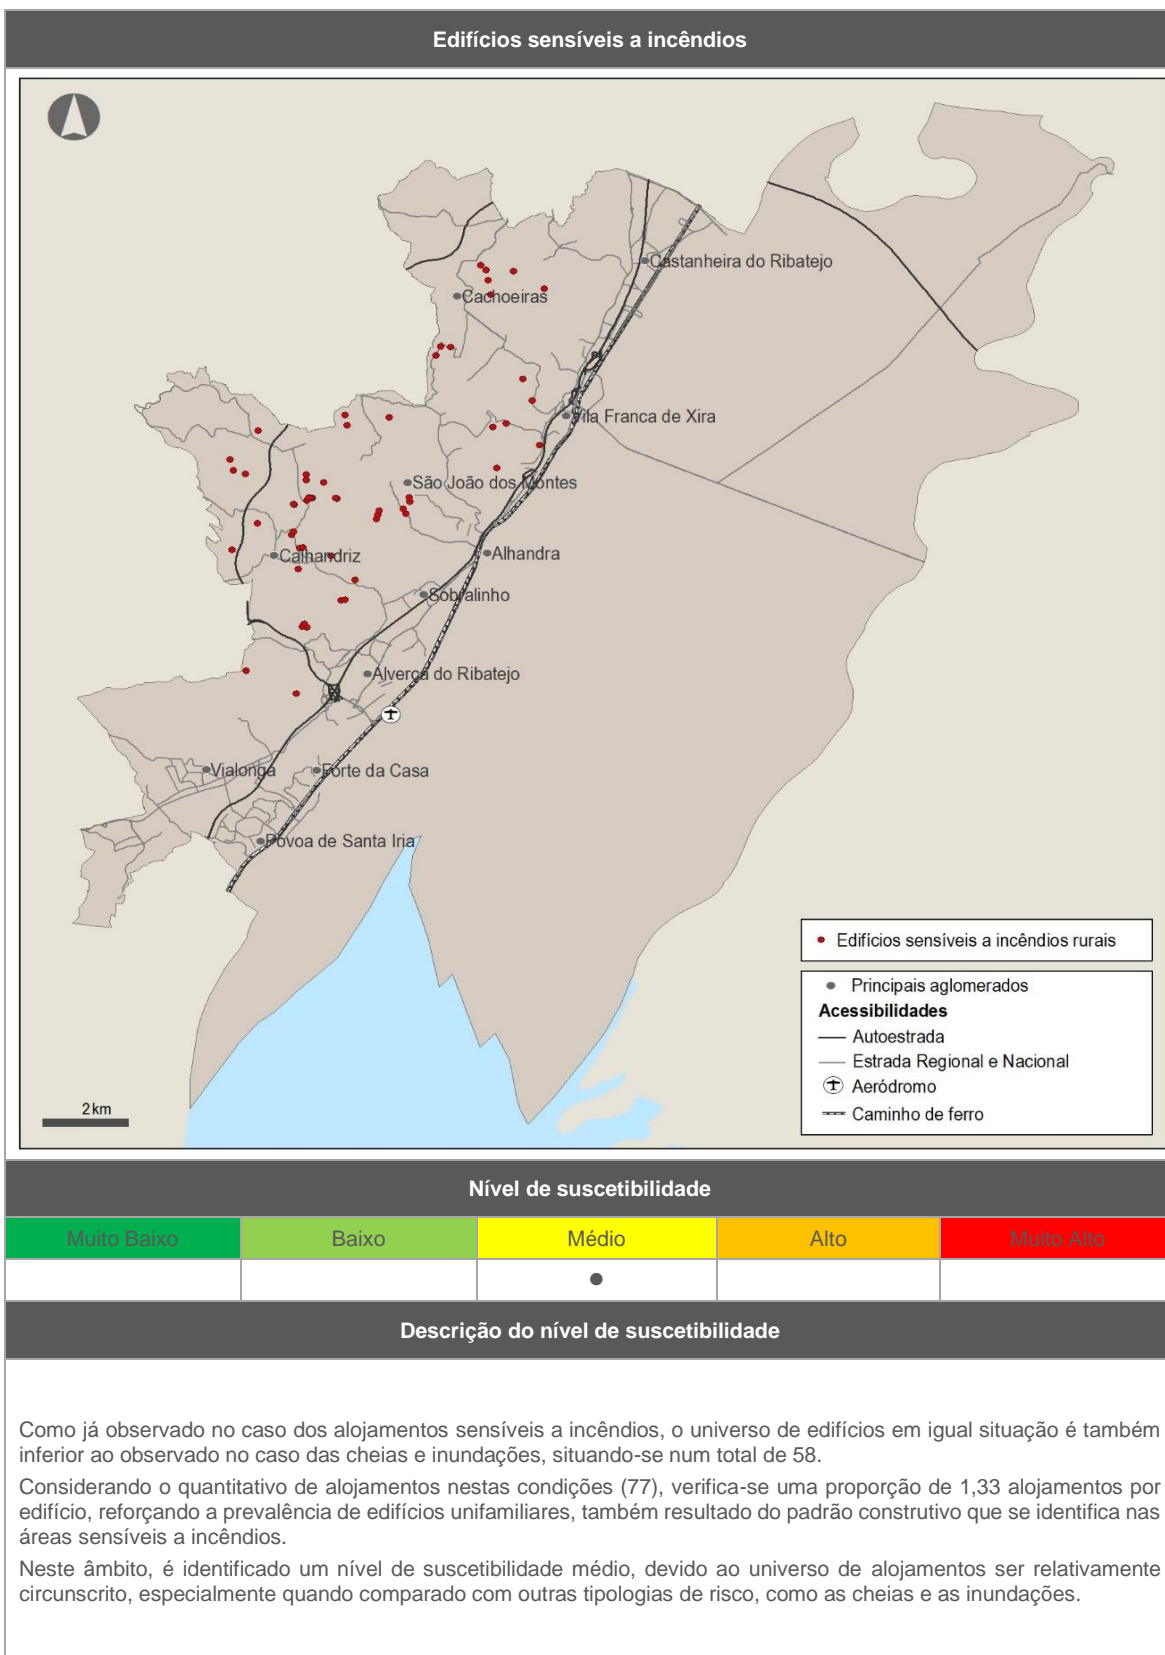 Edifícios sensíveis a incêndios
Castanheira do Ribatejo
Cachoeiras
Vila Franca de Xira
São João dos Montes
Calhandriz
Alhandra
Sobralinho
Alverca do Ribatejo
Vialonga
Forte da Casa
Póvoa de Santa Iria
Edifícios sensíveis a incêndios rurais
Principais aglomerados
Acessibilidades
Autoestrada
Estrada Regional e Nacional
Aeródromo
Caminho de ferro
2 km
Nível de suscetibilidade
Muito Baixo Baixo Médio Alto Muito Alto
Descrição do nível de suscetibilidade
Como já observado no caso dos alojamentos sensíveis a incêndios, o universo de edifícios em igual situação é também
inferior ao observado no caso das cheias e inundações, situando-se num total de 58.
Considerando o quantitativo de alojamentos nestas condições (77), verifica-se uma proporção de 1,33 alojamentos por
edifício, reforçando a prevalência de edifícios unifamiliares, também resultado do padrão construtivo que se identifica nas
áreas sensíveis a incêndios.
Neste âmbito, é identificado um nível de suscetibilidade médio, devido ao universo de alojamentos ser relativamente
circunscrito, especialmente quando comparado com outras tipologias de risco, como as cheias e as inundações.